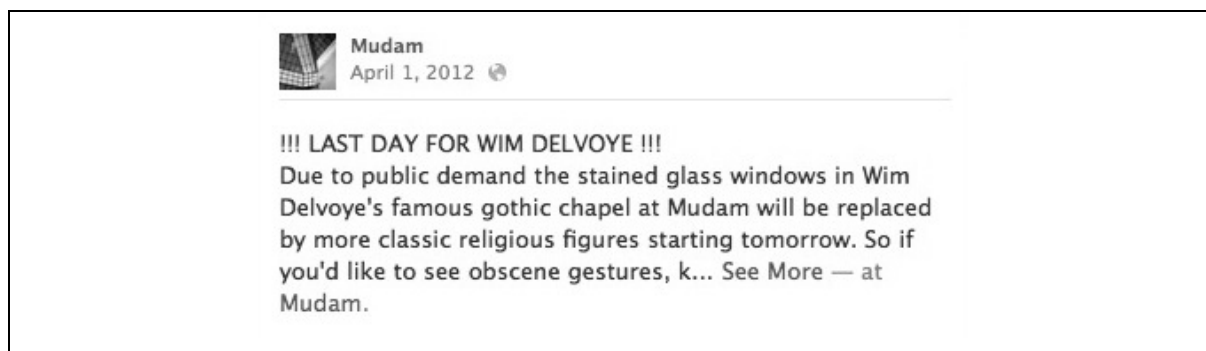 Mudam
April 1, 2012
!!! LAST DAY FOR WIM DELVOYE !!!
Due to public demand the stained glass windows in Wim
Delvoye's famous gothic chapel at Mudam will be replaced
by more classic religious figures starting tomorrow. So if
you'd like to see obscene gestures, k... See More — at
Mudam.